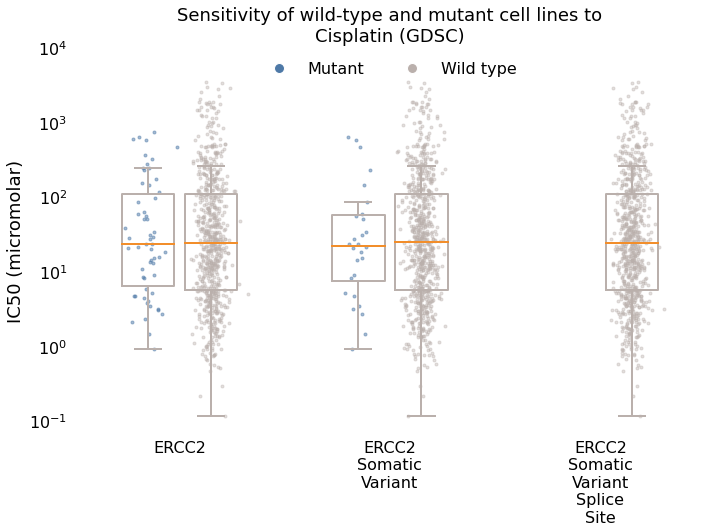 Sensitivity of wild-type and mutant cell lines to
Cisplatin (GDSC)
Mutant
Wild type
IC50 (micromolar)
10⁴
10³
10²
10¹
10⁰
10⁻¹
ERCC2
ERCC2
Somatic
Variant
ERCC2
Somatic
Variant
Splice
Site